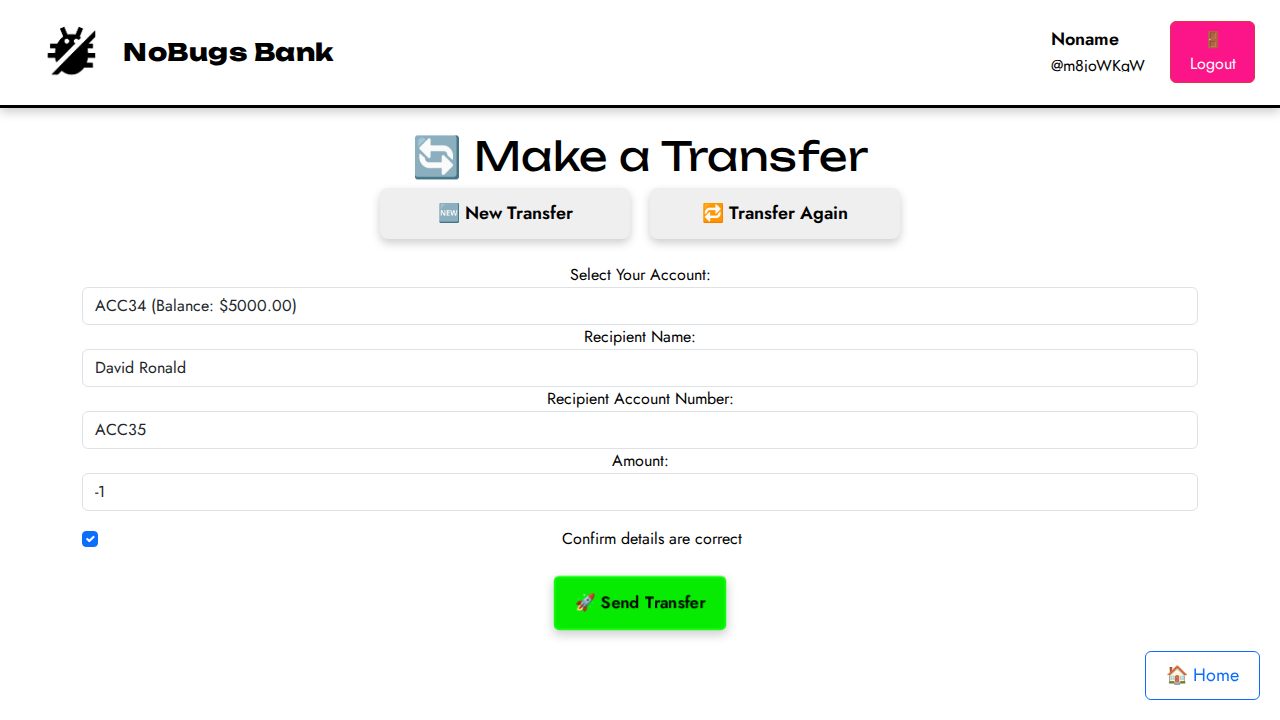 NoBugs Bank
Noname
@m8joWKqW
Logout
Make a Transfer
New Transfer
Transfer Again
Select Your Account:
ACC34 (Balance: $5000.00)
Recipient Name:
David Ronald
Recipient Account Number:
ACC35
Amount:
-1
Confirm details are correct
Send Transfer
Home